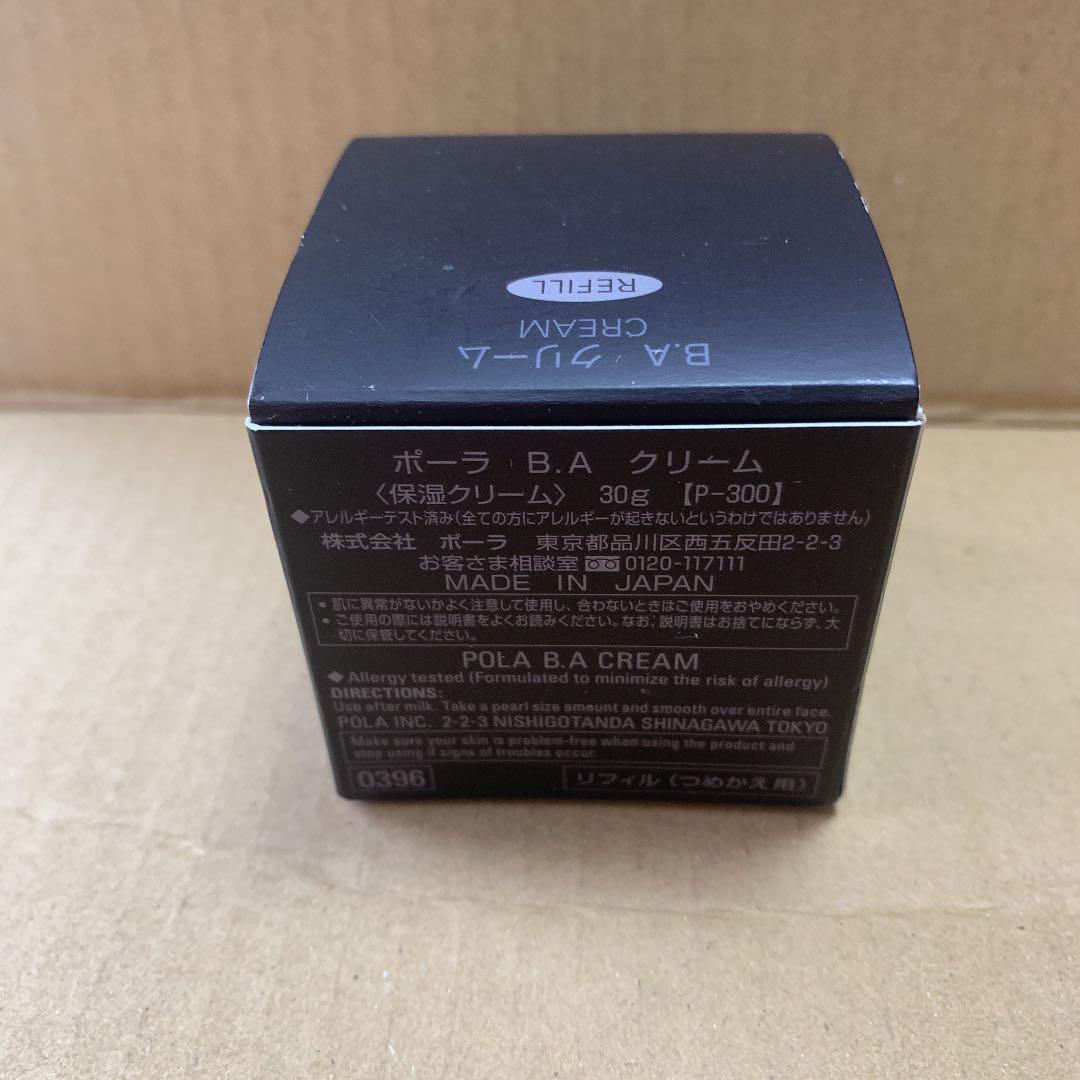 REFILL
CREAM
B.A クリーム
ポーラ B.A クリーム
〈保湿クリーム〉 30g 【P-300】
◆アレルギーテスト済み(全ての方にアレルギーが起きないというわけではありません)
株式会社 ポーラ 東京都品川区西五反田2-2-3
お客さま相談室 0120-117111
MADE IN JAPAN
• 肌に異常がないかよく注意して使用し、合わないときはご使用をおやめください。
• ご使用の際には説明書をよくお読みください。なお、説明書はお捨てにならず、大
切に保管してください。
POLA B.A CREAM
◆ Allergy tested (Formulated to minimize the risk of allergy)
DIRECTIONS:
Use after milk. Take a pearl size amount and smooth over entire face.
POLA INC. 2-2-3 NISHIGOTANDA SHINAGAWA TOKYO
Make sure your skin is problem-free when using the product and
stop using if signs of troubles occur.
0396
リフィル(つめかえ用)